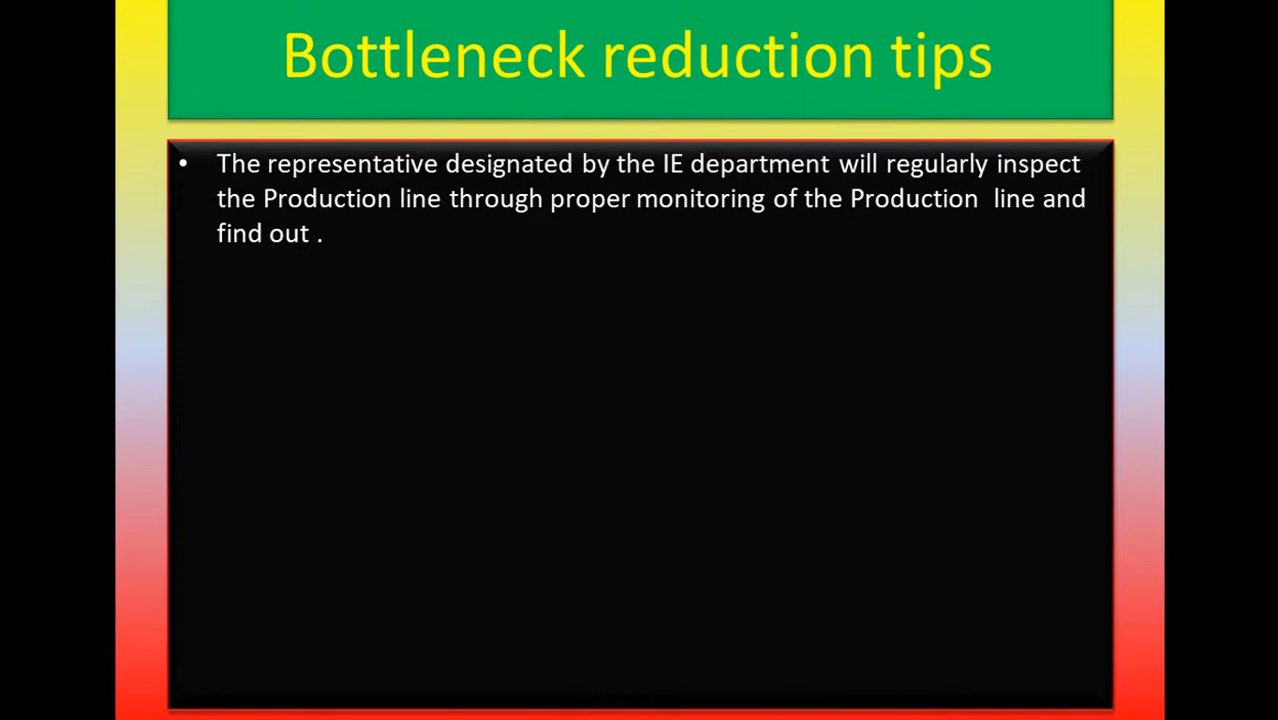 Bottleneck reduction tips
• The representative designated by the IE department will regularly inspect
the Production line through proper monitoring of the Production  line and
find out .